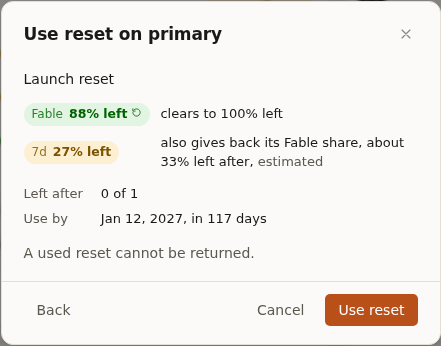 Use reset on primary
Launch reset
Fable 88% left clears to 100% left
7d 27% left also gives back its Fable share, about
33% left after, estimated
Left after 0 of 1
Use by Jan 12, 2027, in 117 days
A used reset cannot be returned.
Back Cancel Use reset